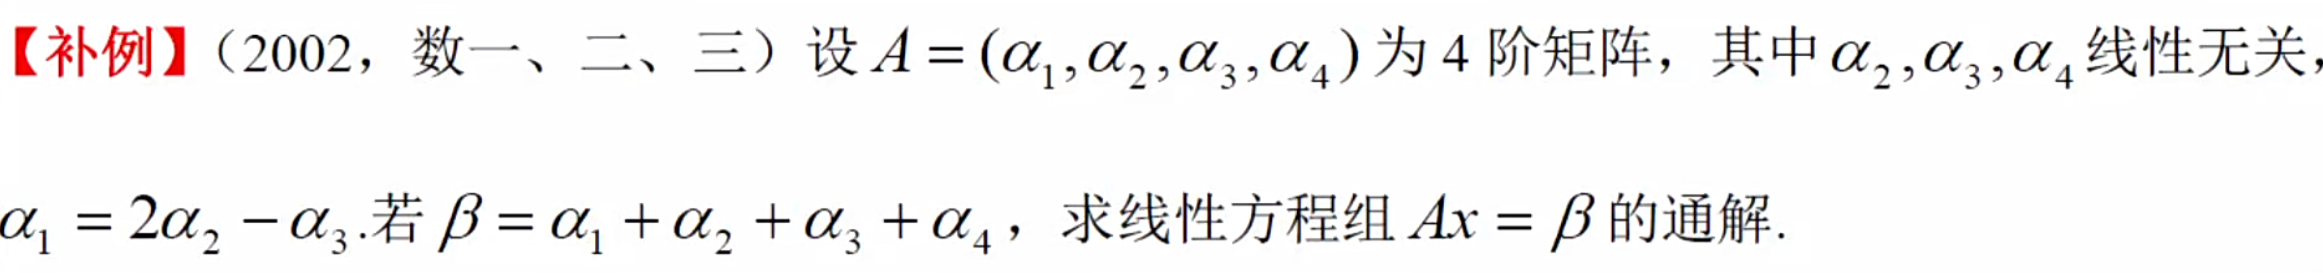 【补例】（2002，数一、二、三）设 A = (α₁,α₂,α₃,α₄) 为 4 阶矩阵，其中 α₂,α₃,α₄ 线性无关，
α₁ = 2α₂ − α₃.若 β = α₁ + α₂ + α₃ + α₄，求线性方程组 Ax = β 的通解.